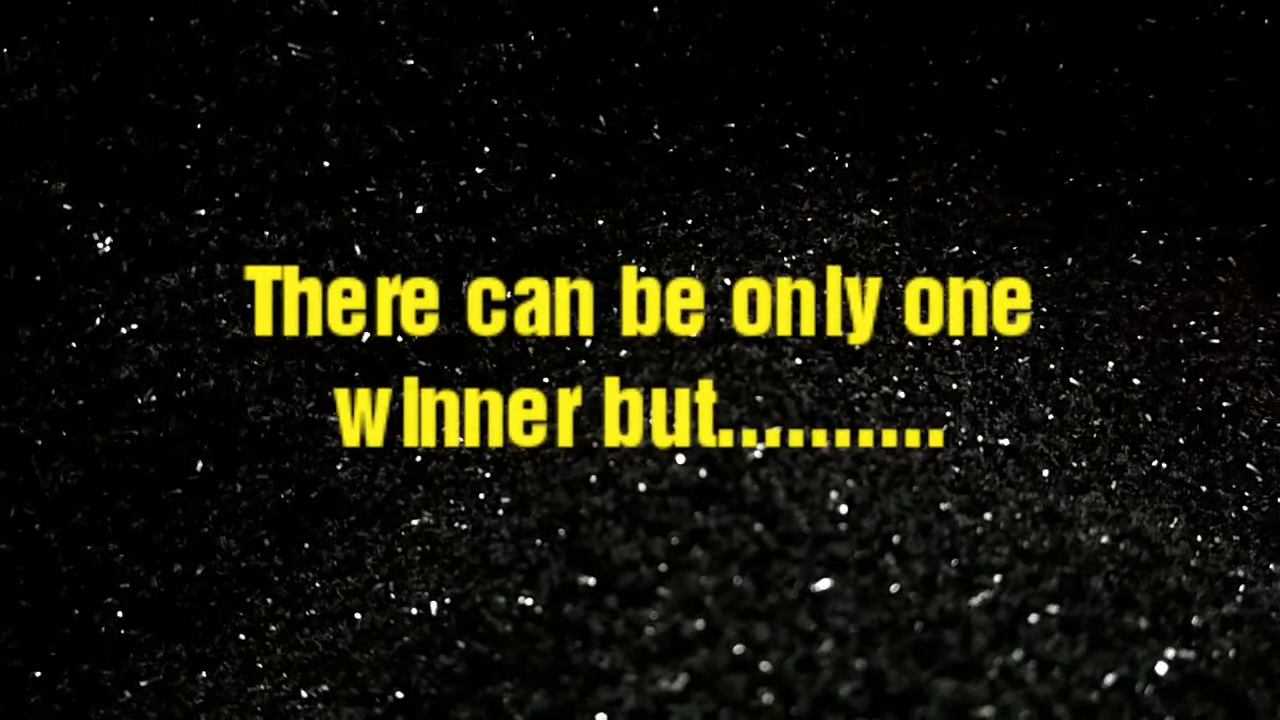 There can be only one
winner but..........